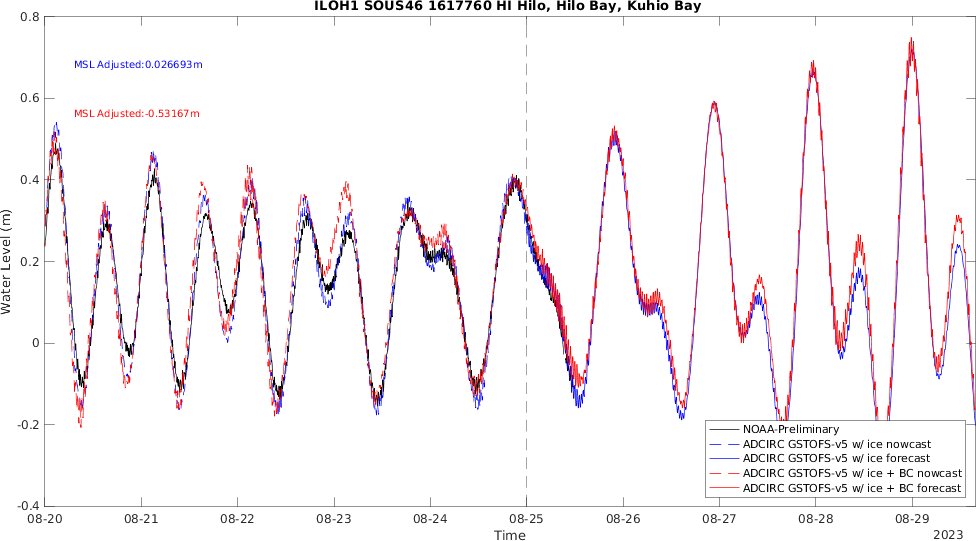 ILOH1 SOUS46 1617760 HI Hilo, Hilo Bay, Kuhio Bay
MSL Adjusted:0.026693m
MSL Adjusted:-0.53167m
Water Level (m)
0.8
0.6
0.4
0.2
0
-0.2
-0.4
NOAA-Preliminary
ADCIRC GSTOFS-v5 w/ ice nowcast
ADCIRC GSTOFS-v5 w/ ice forecast
ADCIRC GSTOFS-v5 w/ ice + BC nowcast
ADCIRC GSTOFS-v5 w/ ice + BC forecast
08-20 08-21 08-22 08-23 08-24 08-25 08-26 08-27 08-28 08-29
Time
2023